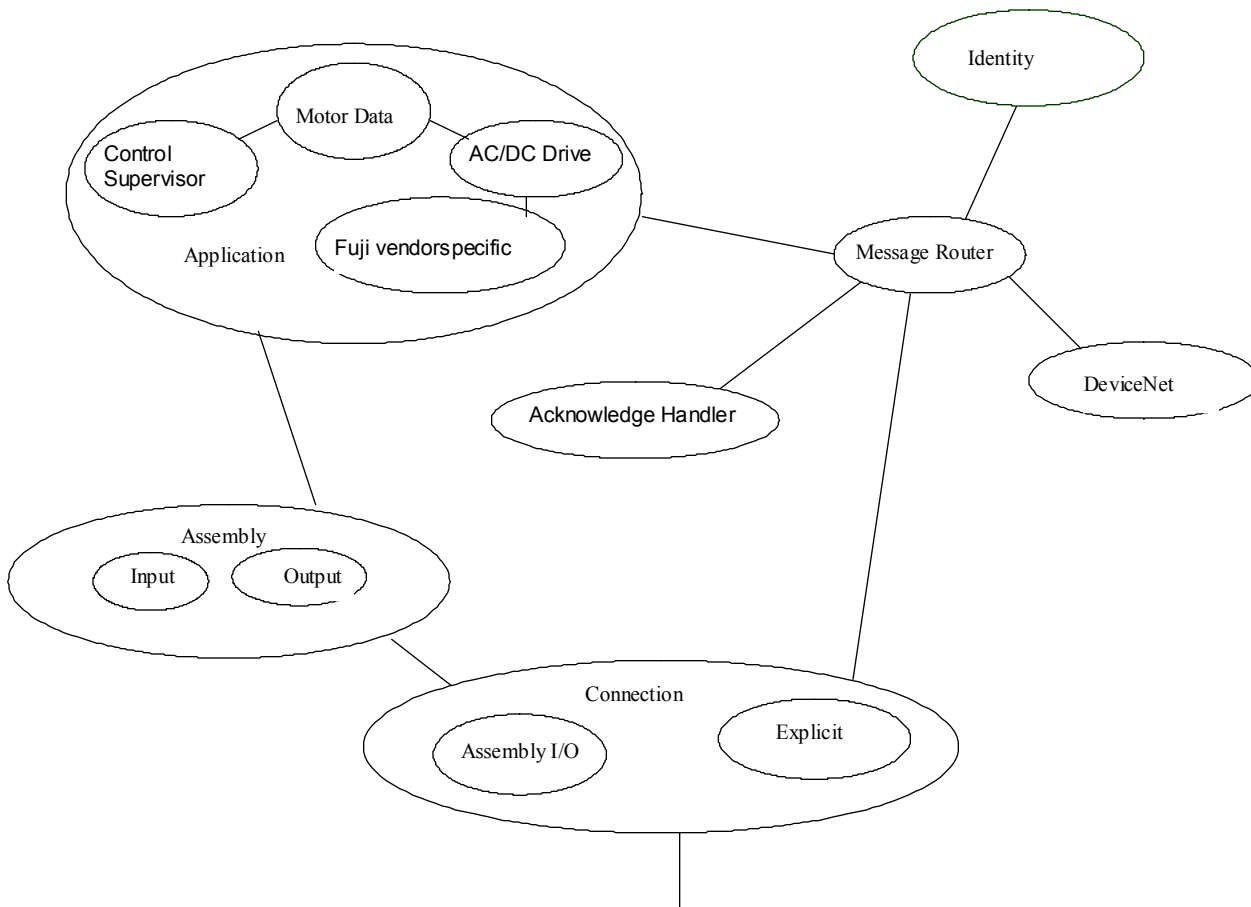 Identity
Motor Data
Control
Supervisor
AC/DC Drive
Fuji vendorspecific
Application
Message Router
DeviceNet
Acknowledge Handler
Assembly
Input
Output
Connection
Assembly I/O
Explicit